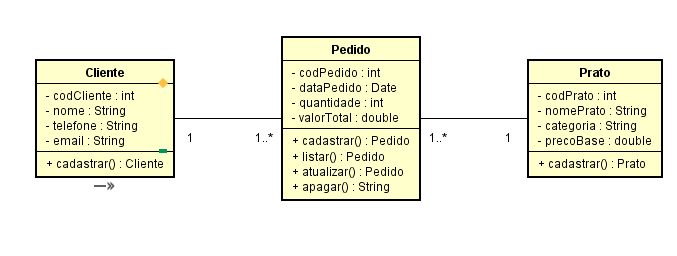 Cliente
- codCliente : int
- nome : String
- telefone : String
- email : String
+ cadastrar() : Cliente
1
1..*
Pedido
- codPedido : int
- dataPedido : Date
- quantidade : int
- valorTotal : double
+ cadastrar() : Pedido
+ listar() : Pedido
+ atualizar() : Pedido
+ apagar() : String
1..*
1
Prato
- codPrato : int
- nomePrato : String
- categoria : String
- precoBase : double
+ cadastrar() : Prato